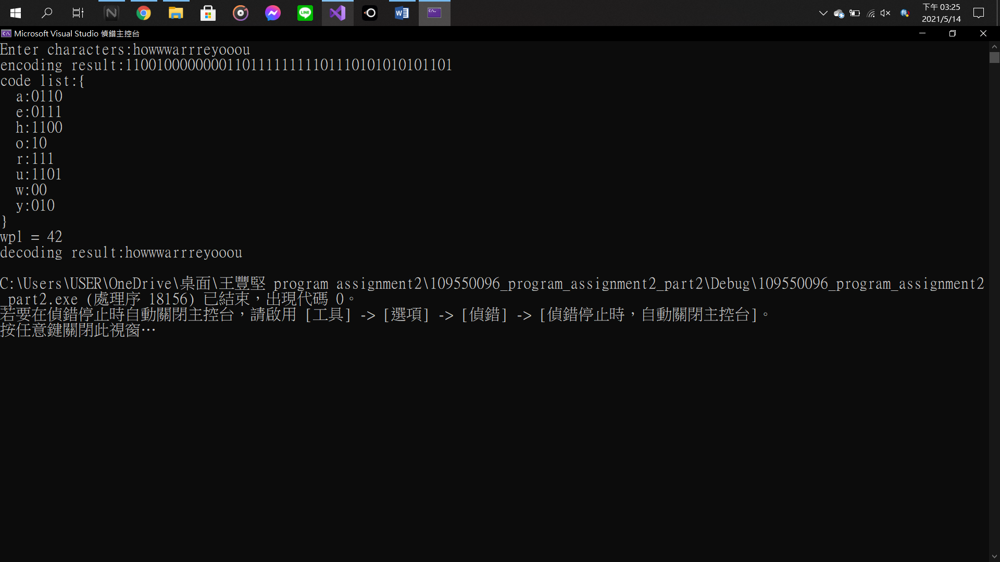 下午 03:25
2021/5/14
Microsoft Visual Studio 偵錯主控台
Enter characters:howwwarrreyooou
encoding result:110010000000011011111111101110101010101101
code list:{
  a:0110
  e:0111
  h:1100
  o:10
  r:111
  u:1101
  w:00
  y:010
}
wpl = 42
decoding result:howwwarrreyooou
C:\Users\USER\OneDrive\桌面\王豐堅 program assignment2\109550096_program_assignment2_part2\Debug\109550096_program_assignment2
_part2.exe (處理序 18156) 已結束，出現代碼 0。
若要在偵錯停止時自動關閉主控台，請啟用 [工具] -> [選項] -> [偵錯] -> [偵錯停止時，自動關閉主控台]。
按任意鍵關閉此視窗…